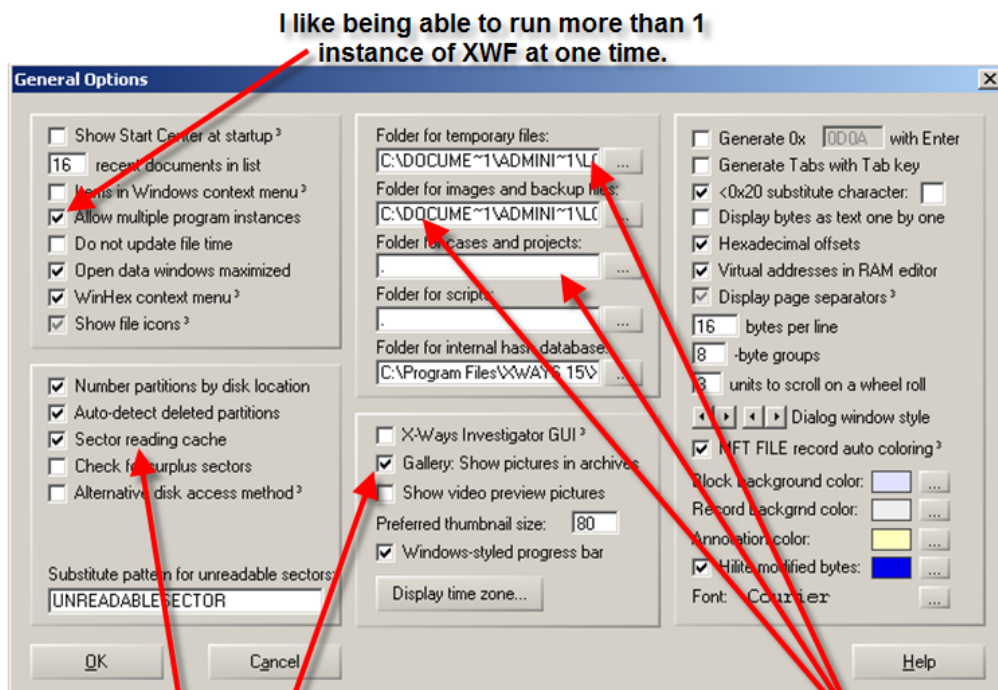 I like being able to run more than 1
instance of XWF at one time.
General Options
Show Start Center at startup ³
16 recent documents in list
Items in Windows context menu ³
Allow multiple program instances
Do not update file time
Open data windows maximized
WinHex context menu ³
Show file icons ³
Number partitions by disk location
Auto-detect deleted partitions
Sector reading cache
Check for surplus sectors
Alternative disk access method ³
Substitute pattern for unreadable sectors:
UNREADABLESECTOR
OK
Cancel
Folder for temporary files:
C:\DOCUME~1\ADMINI~1\LO
...
Folder for images and backup files:
C:\DOCUME~1\ADMINI~1\LO
...
Folder for cases and projects:
.
...
Folder for scripts:
.
...
Folder for internal hash database:
C:\Program Files\XWAYS 15\X
...
X-Ways Investigator GUI ³
Gallery: Show pictures in archives
Show video preview pictures
Preferred thumbnail size: 80
Windows-styled progress bar
Display time zone...
Generate 0x 0D0A with Enter
Generate Tabs with Tab key
<0x20 substitute character:
Display bytes as text one by one
Hexadecimal offsets
Virtual addresses in RAM editor
Display page separators ³
16 bytes per line
8 -byte groups
3 units to scroll on a wheel roll
Dialog window style
MFT FILE record auto coloring ³
Block background color: ...
Record backgrnd color: ...
Annotation color: ...
Hilite modified bytes: ...
Font: Courier ...
Help